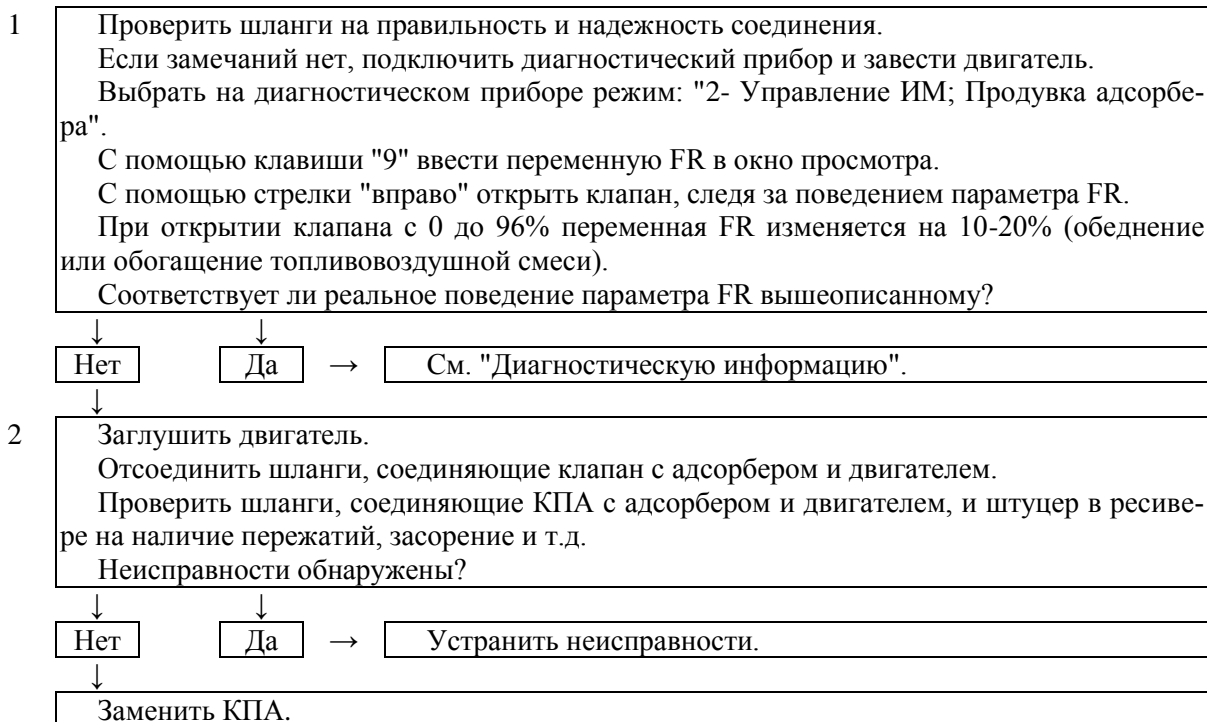 1 Проверить шланги на правильность и надежность соединения.
Если замечаний нет, подключить диагностический прибор и завести двигатель.
Выбрать на диагностическом приборе режим: "2- Управление ИМ; Продувка адсорбе-
ра".
С помощью клавиши "9" ввести переменную FR в окно просмотра.
С помощью стрелки "вправо" открыть клапан, следя за поведением параметра FR.
При открытии клапана с 0 до 96% переменная FR изменяется на 10-20% (обеднение
или обогащение топливовоздушной смеси).
Соответствует ли реальное поведение параметра FR вышеописанному?
↓ ↓
Нет Да → См. "Диагностическую информацию".
↓
2 Заглушить двигатель.
Отсоединить шланги, соединяющие клапан с адсорбером и двигателем.
Проверить шланги, соединяющие КПА с адсорбером и двигателем, и штуцер в ресиве-
ре на наличие пережатий, засорение и т.д.
Неисправности обнаружены?
↓ ↓
Нет Да → Устранить неисправности.
↓
Заменить КПА.